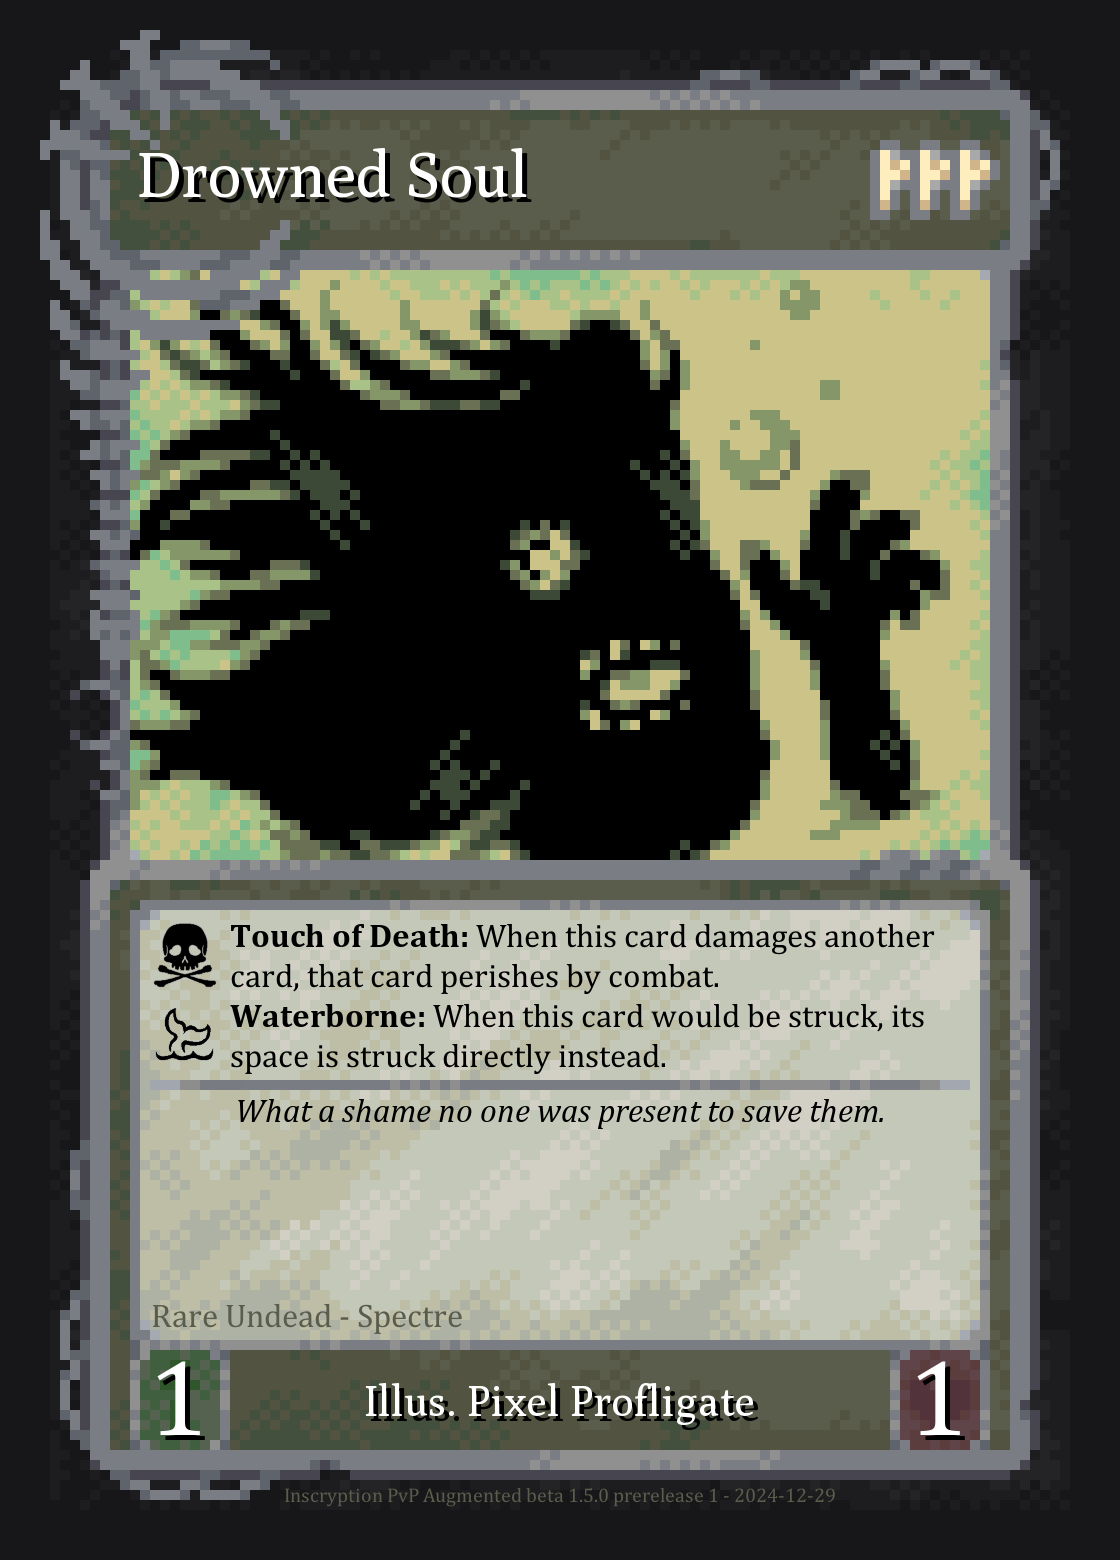 Drowned Soul
Touch of Death: When this card damages another
card, that card perishes by combat.
Waterborne: When this card would be struck, its
space is struck directly instead.
What a shame no one was present to save them.
Rare Undead - Spectre
1
Illus. Pixel Profligate
1
Inscryption PvP Augmented beta 1.5.0 prerelease 1 - 2024-12-29